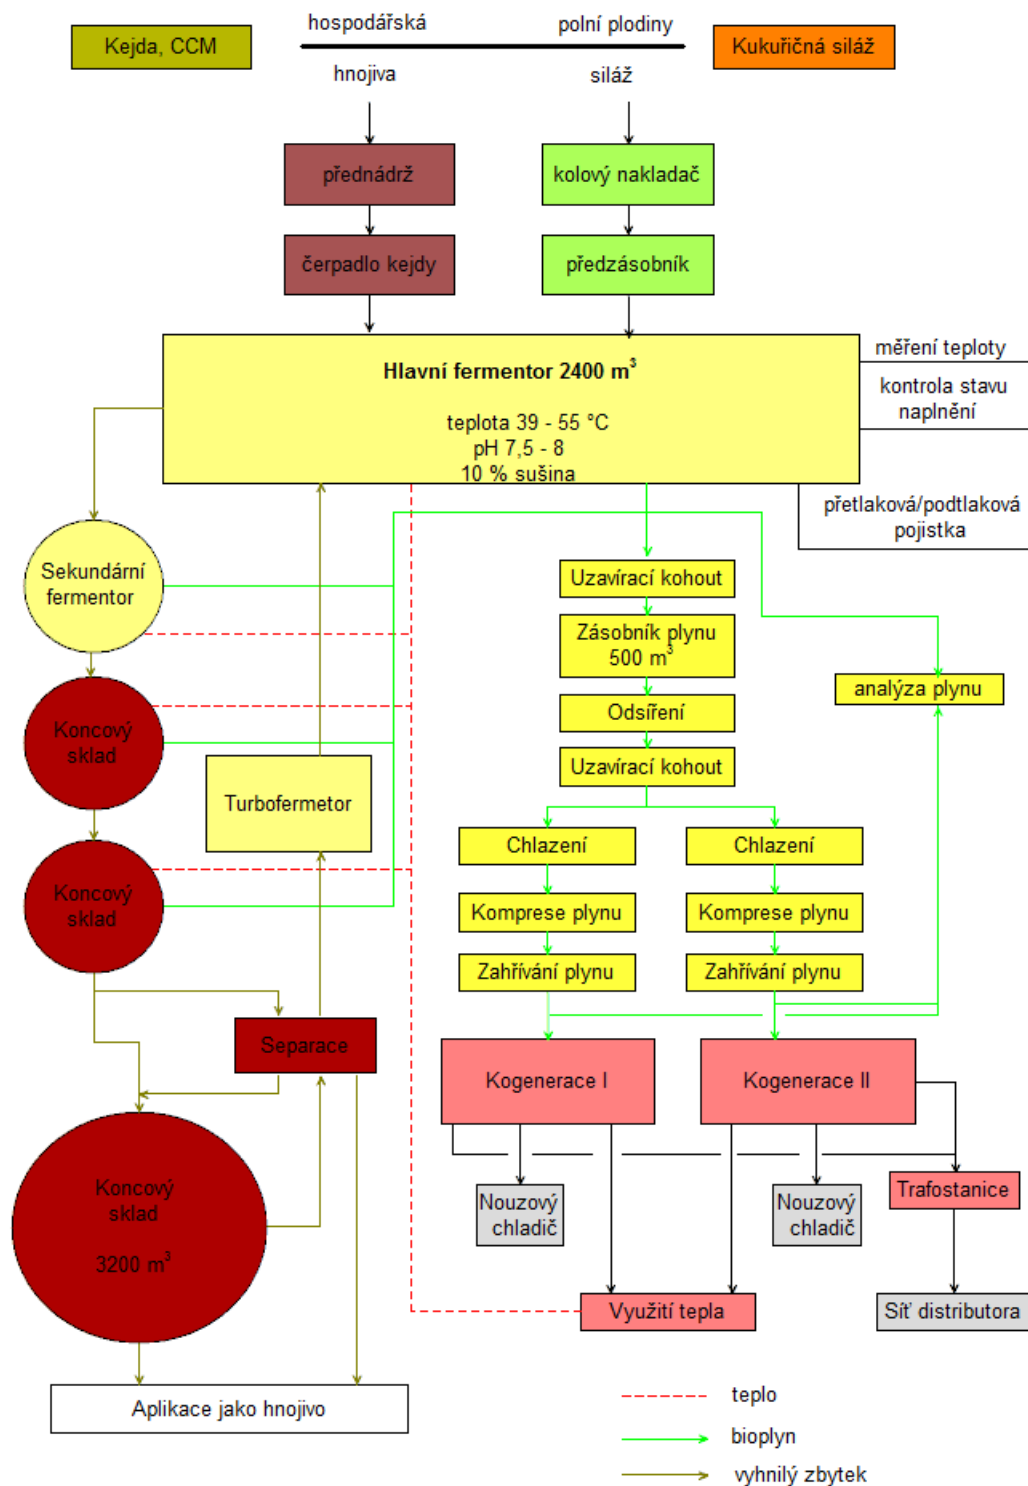 hospodářská
polní plodiny
Kejda, CCM
Kukuřičná siláž
hnojiva
siláž
přednádrž
kolový nakladač
čerpadlo kejdy
předzásobník
Hlavní fermentor 2400 m³
teplota 39 - 55 °C
pH 7,5 - 8
10 % sušina
měření teploty
kontrola stavu
naplnění
přetlaková/podtlaková
pojistka
Sekundární
fermentor
Uzavírací kohout
Zásobník plynu
500 m³
analýza plynu
Koncový
sklad
Odsíření
Uzavírací kohout
Turbofermetor
Chlazení
Chlazení
Koncový
sklad
Komprese plynu
Komprese plynu
Zahřívání plynu
Zahřívání plynu
Separace
Kogenerace I
Kogenerace II
Koncový
sklad
3200 m³
Nouzový
chladič
Nouzový
chladič
Trafostanice
Využití tepla
Síť distributora
Aplikace jako hnojivo
teplo
bioplyn
vyhnilý zbytek